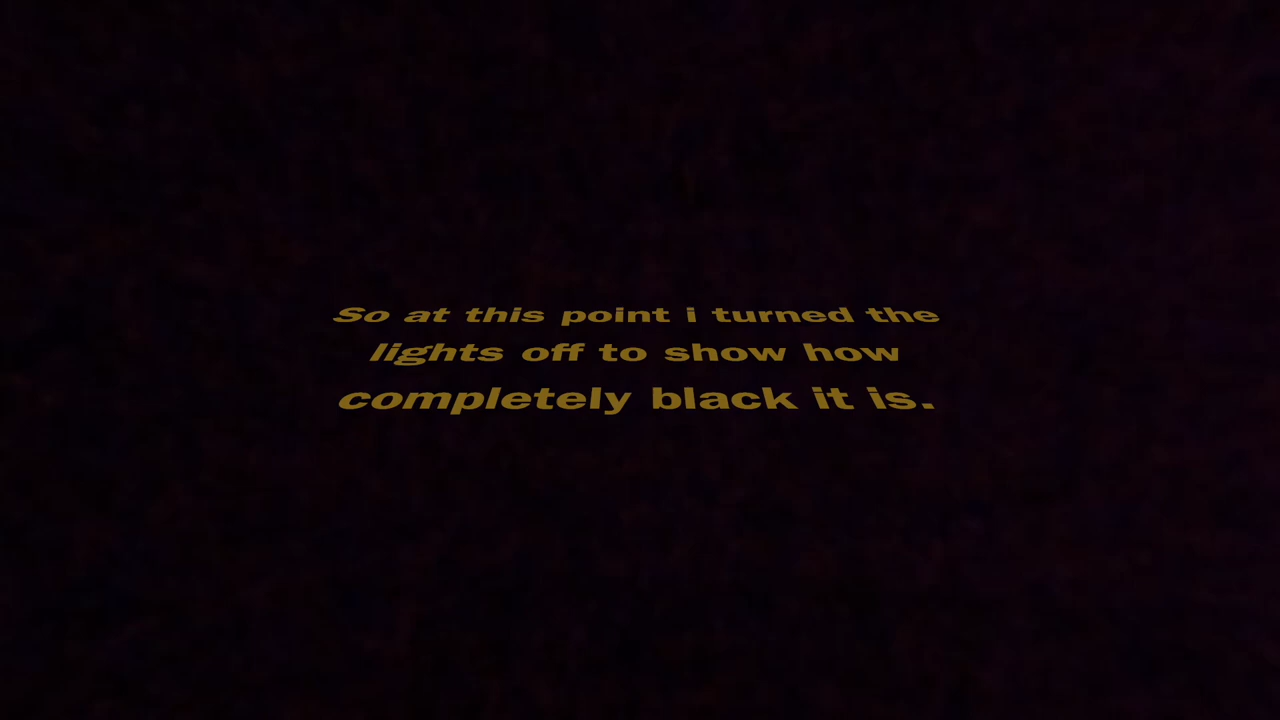 So at this point i turned the
lights off to show how
completely black it is.